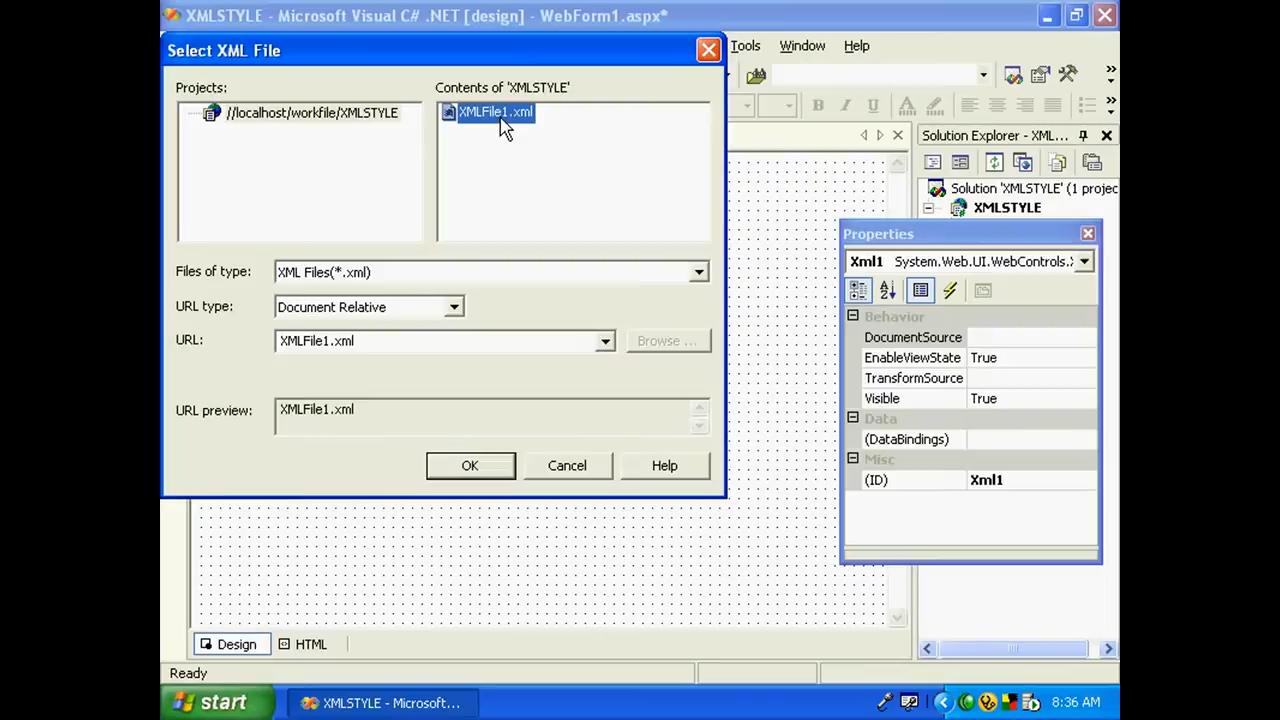 XMLSTYLE - Microsoft Visual C# .NET [design] - WebForm1.aspx*
Select XML File
Tools Window Help
Projects:
Contents of 'XMLSTYLE'
//localhost/workfile/XMLSTYLE
XMLFile1.xml
B I U
Solution Explorer - XML...
Solution 'XMLSTYLE' (1 projec
XMLSTYLE
Properties
Xml1 System.Web.UI.WebControls.X
Files of type: XML Files(*.xml)
URL type: Document Relative
URL: XMLFile1.xml Browse ...
URL preview: XMLFile1.xml
OK Cancel Help
Behavior
DocumentSource
EnableViewState True
TransformSource
Visible True
Data
(DataBindings)
Misc
(ID) Xml1
Design HTML
Ready
start XMLSTYLE - Microsoft... 8:36 AM